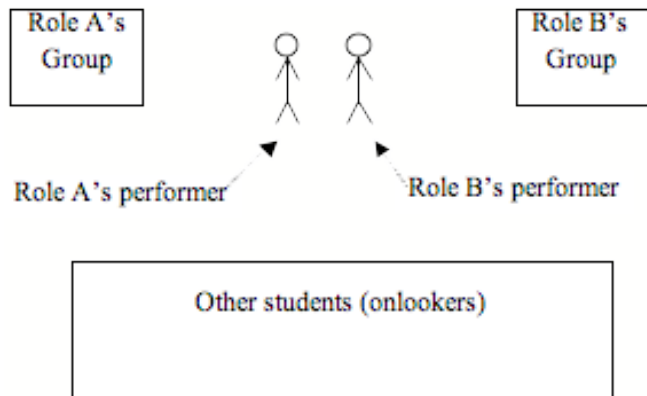 Role A's
Group
Role B's
Group
Role A's performer
Role B's performer
Other students (onlookers)